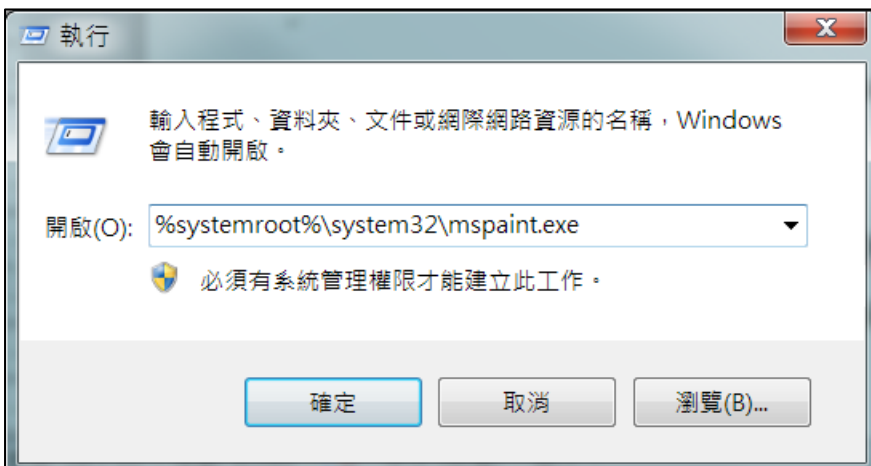 執行
輸入程式、資料夾、文件或網際網路資源的名稱，Windows
會自動開啟。
開啟(O): %systemroot%\system32\mspaint.exe
必須有系統管理權限才能建立此工作。
確定 取消 瀏覽(B)...